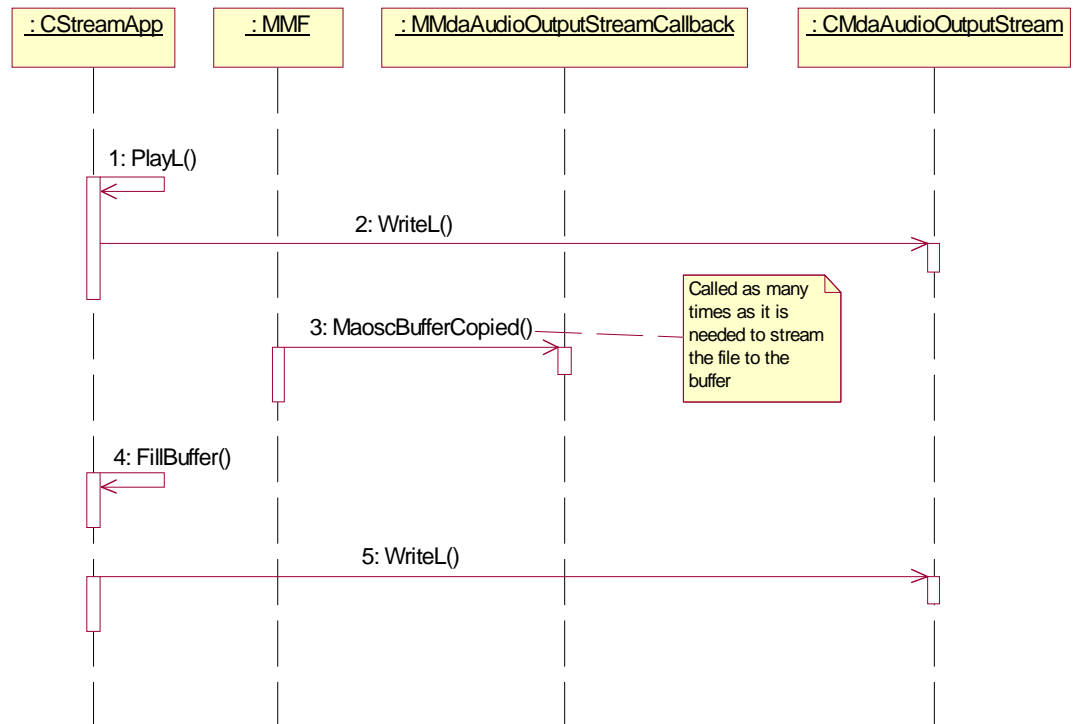 : CStreamApp
: MMF
: MMdaAudioOutputStreamCallback
: CMdaAudioOutputStream
1: PlayL()
2: WriteL()
Called as many
times as it is
needed to stream
the file to the
buffer
3: MaoscBufferCopied()
4: FillBuffer()
5: WriteL()